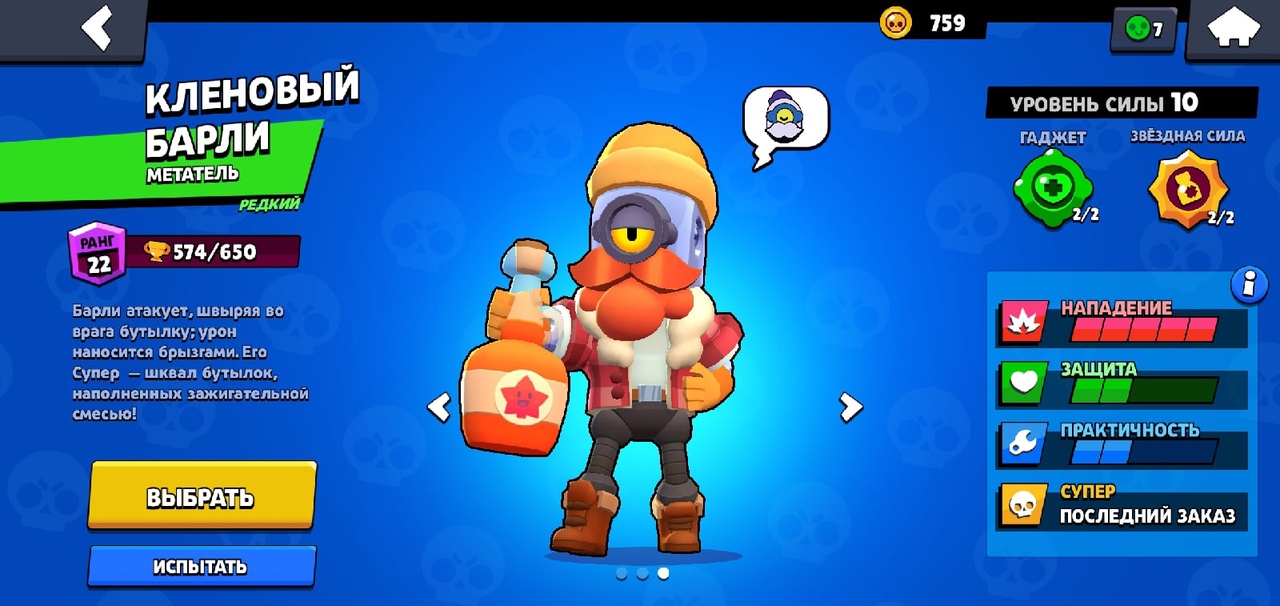 759
7
КЛЕНОВЫЙ
БАРЛИ
МЕТАТЕЛЬ
РЕДКИЙ
РАНГ
22
574/650
Барли атакует, швыряя во
врага бутылку; урон
наносится брызгами. Его
Супер — шквал бутылок,
наполненных зажигательной
смесью!
ВЫБРАТЬ
ИСПЫТАТЬ
УРОВЕНЬ СИЛЫ 10
ГАДЖЕТ
ЗВЁЗДНАЯ СИЛА
2/2
2/2
i
НАПАДЕНИЕ
ЗАЩИТА
ПРАКТИЧНОСТЬ
СУПЕР
ПОСЛЕДНИЙ ЗАКАЗ